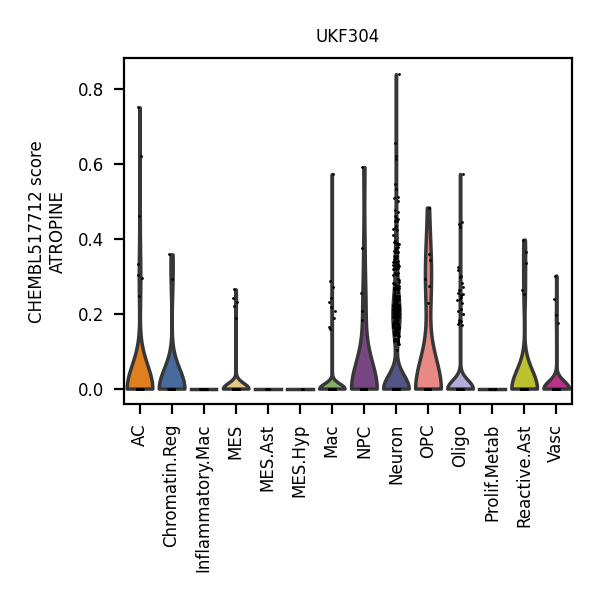 UKF304
CHEMBL517712 score
ATROPINE
0.8
0.6
0.4
0.2
0.0
AC
Chromatin.Reg
Inflammatory.Mac
MES
MES.Ast
MES.Hyp
Mac
NPC
Neuron
OPC
Oligo
Prolif.Metab
Reactive.Ast
Vasc